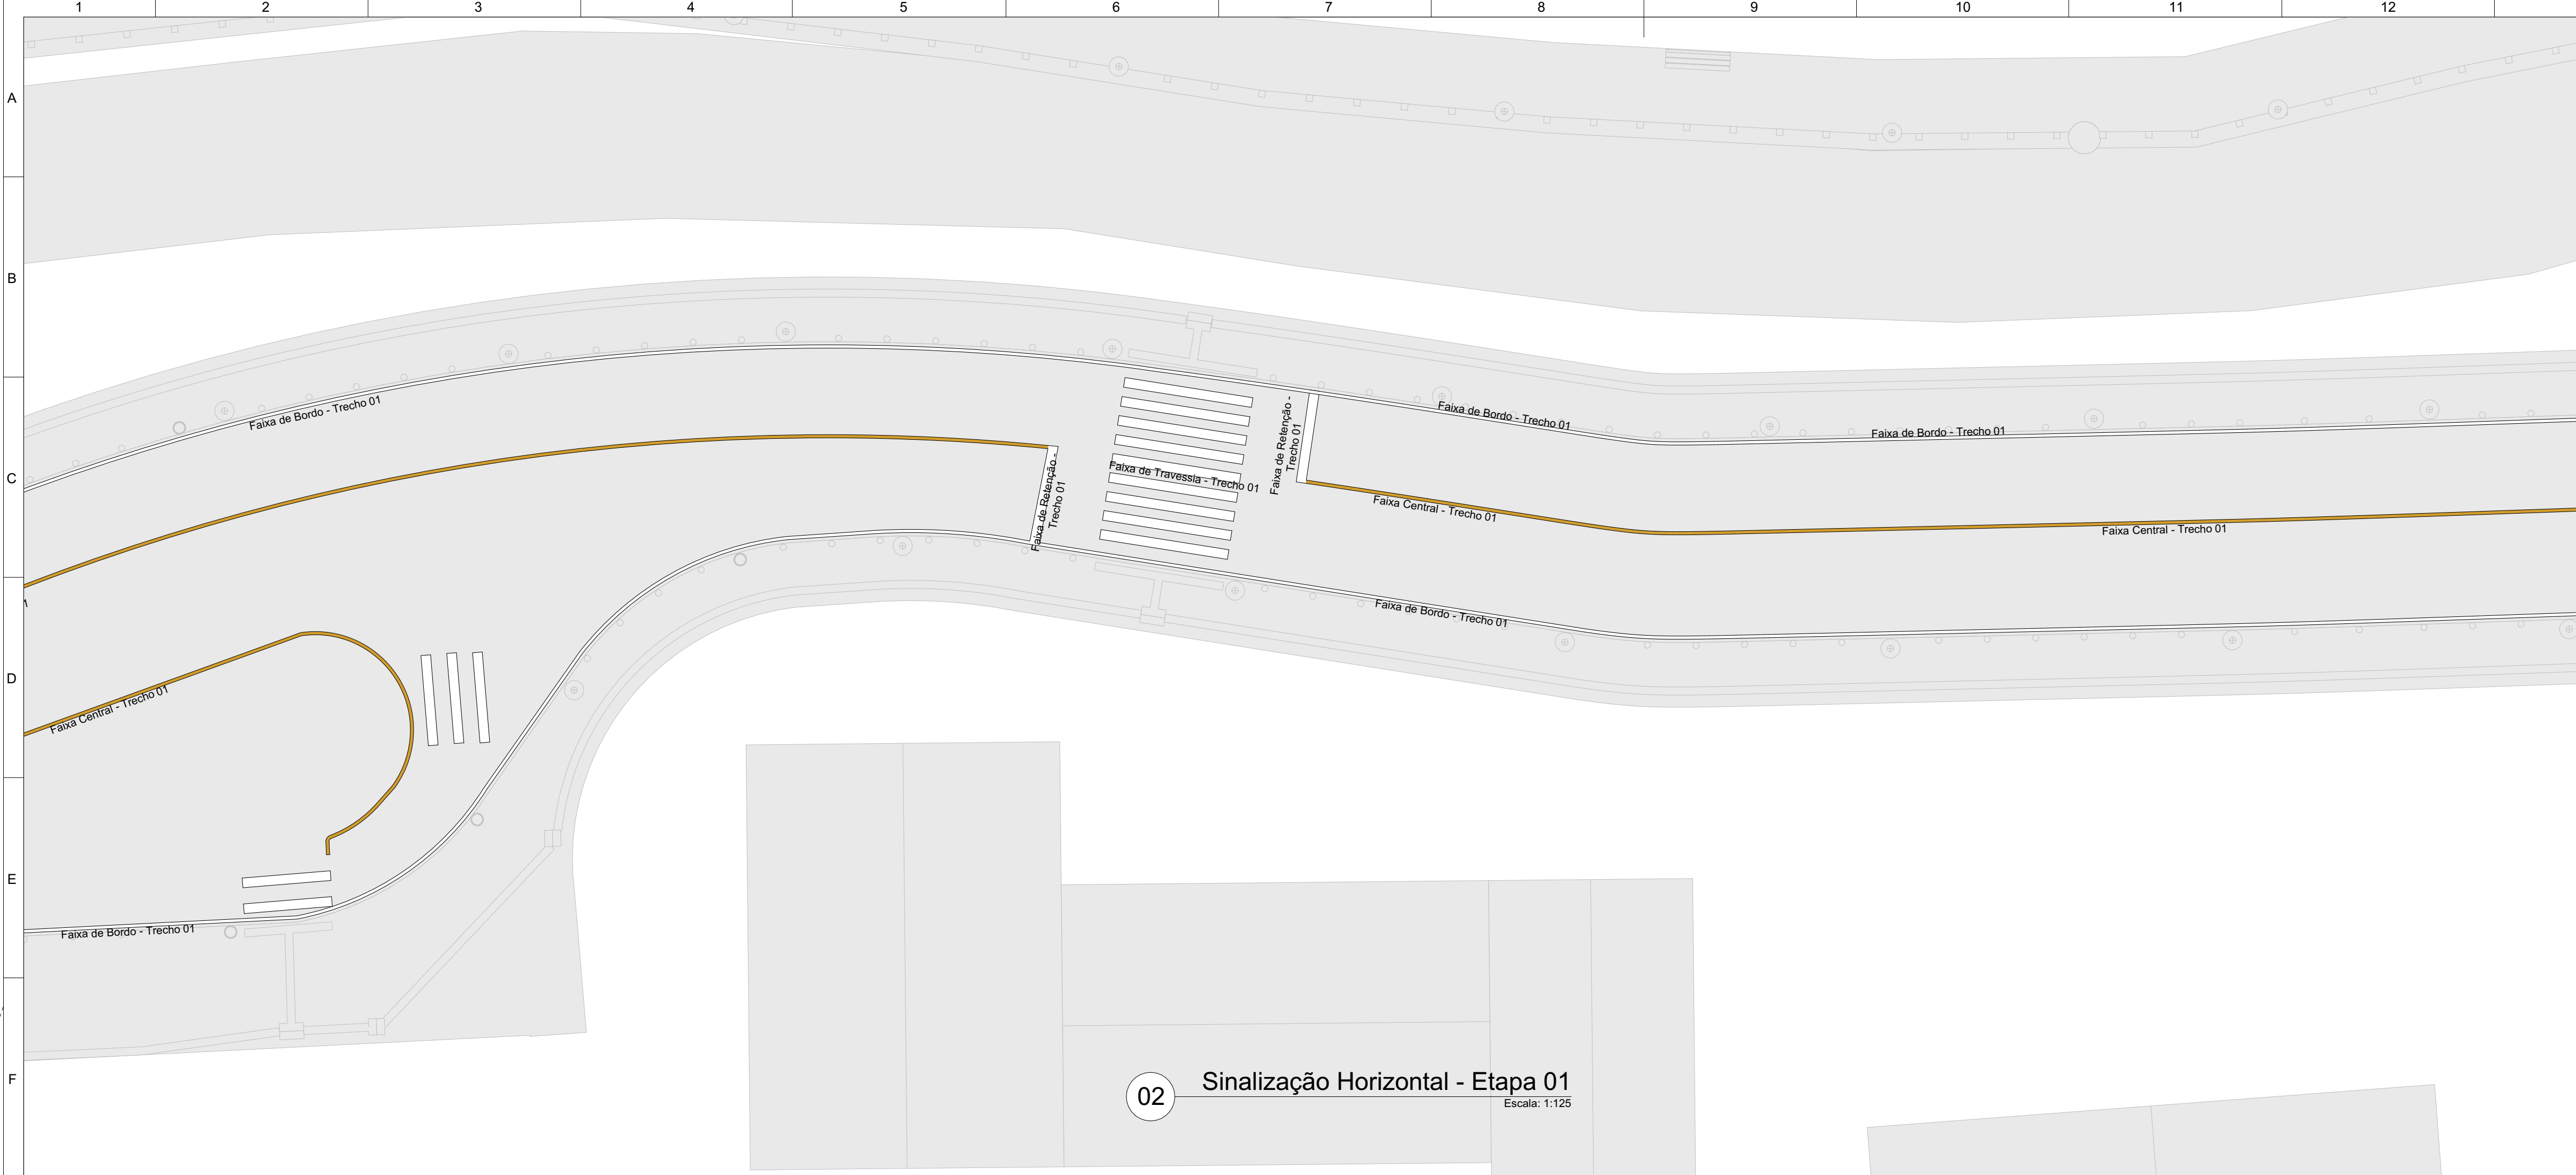 1 2 3 4 5 6 7 8 9 10 11 12
A
B
C
D
E
F
Faixa de Bordo - Trecho 01
Faixa de Bordo - Trecho 01
Faixa de Bordo - Trecho 01
Faixa de Retenção -
Trecho 01
Faixa de Travessia - Trecho 01
Faixa de Retenção -
Trecho 01
Faixa Central - Trecho 01
Faixa Central - Trecho 01
Faixa de Bordo - Trecho 01
1
Faixa Central - Trecho 01
Faixa de Bordo - Trecho 01
02
Sinalização Horizontal - Etapa 01
Escala: 1:125